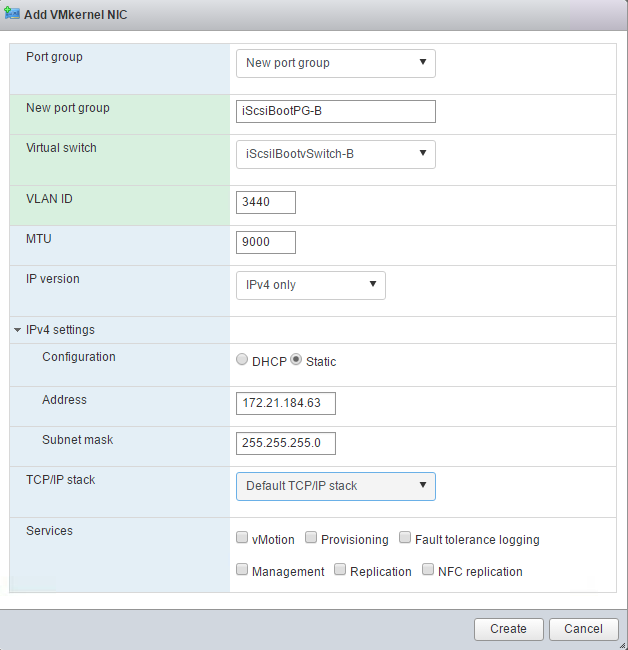 Add VMkernel NIC
Port group
New port group
New port group
iScsiBootPG-B
Virtual switch
iScsiIBootvSwitch-B
VLAN ID
3440
MTU
9000
IP version
IPv4 only
IPv4 settings
Configuration
DHCP Static
Address
172.21.184.63
Subnet mask
255.255.255.0
TCP/IP stack
Default TCP/IP stack
Services
vMotion Provisioning Fault tolerance logging
Management Replication NFC replication
Create Cancel